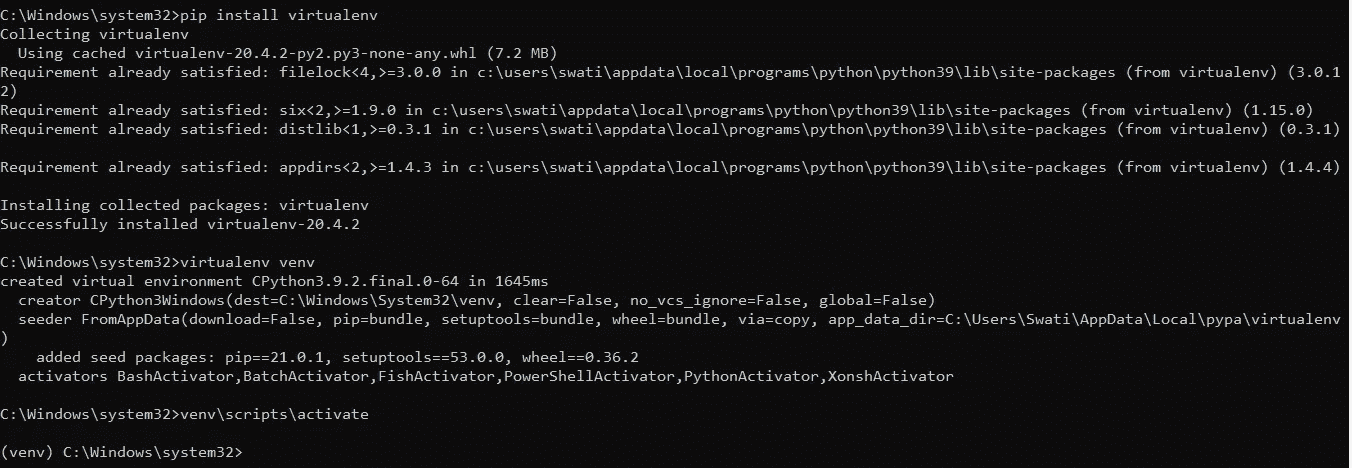 C:\Windows\system32>pip install virtualenv
Collecting virtualenv
  Using cached virtualenv-20.4.2-py2.py3-none-any.whl (7.2 MB)
Requirement already satisfied: filelock<4,>=3.0.0 in c:\users\swati\appdata\local\programs\python\python39\lib\site-packages (from virtualenv) (3.0.1
2)
Requirement already satisfied: six<2,>=1.9.0 in c:\users\swati\appdata\local\programs\python\python39\lib\site-packages (from virtualenv) (1.15.0)
Requirement already satisfied: distlib<1,>=0.3.1 in c:\users\swati\appdata\local\programs\python\python39\lib\site-packages (from virtualenv) (0.3.1)
Requirement already satisfied: appdirs<2,>=1.4.3 in c:\users\swati\appdata\local\programs\python\python39\lib\site-packages (from virtualenv) (1.4.4)
Installing collected packages: virtualenv
Successfully installed virtualenv-20.4.2
C:\Windows\system32>virtualenv venv
created virtual environment CPython3.9.2.final.0-64 in 1645ms
  creator CPython3Windows(dest=C:\Windows\System32\venv, clear=False, no_vcs_ignore=False, global=False)
  seeder FromAppData(download=False, pip=bundle, setuptools=bundle, wheel=bundle, via=copy, app_data_dir=C:\Users\Swati\AppData\Local\pypa\virtualenv
)
    added seed packages: pip==21.0.1, setuptools==53.0.0, wheel==0.36.2
  activators BashActivator,BatchActivator,FishActivator,PowerShellActivator,PythonActivator,XonshActivator
C:\Windows\system32>venv\scripts\activate
(venv) C:\Windows\system32>